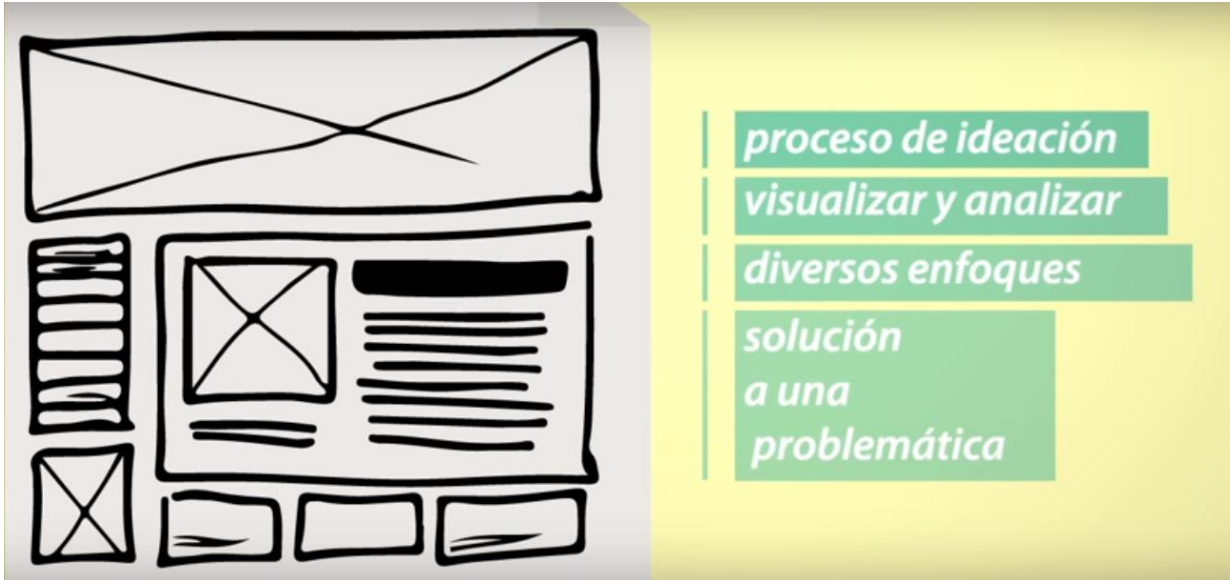 proceso de ideación
visualizar y analizar
diversos enfoques
solución
a una
problemática